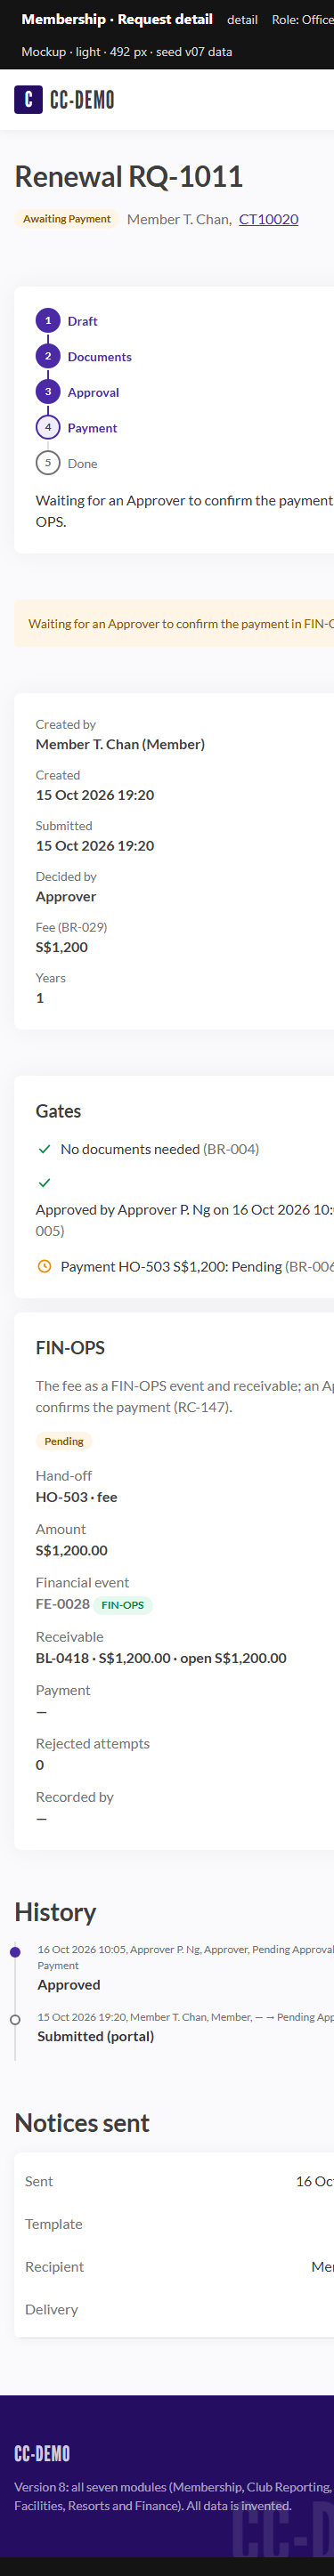 Membership · Request detail detail Role: Office
Mockup · light · 492 px · seed v07 data
C CC-DEMO
Renewal RQ-1011
Awaiting Payment Member T. Chan, CT10020
1 Draft
2 Documents
3 Approval
4 Payment
5 Done
Waiting for an Approver to confirm the payment
OPS.
Waiting for an Approver to confirm the payment in FIN-
Created by
Member T. Chan (Member)
Created
15 Oct 2026 19:20
Submitted
15 Oct 2026 19:20
Decided by
Approver
Fee (BR-029)
S$1,200
Years
1
Gates
No documents needed (BR-004)
Approved by Approver P. Ng on 16 Oct 2026 10:
005)
Payment HO-503 S$1,200: Pending (BR-006
FIN-OPS
The fee as a FIN-OPS event and receivable; an
confirms the payment (RC-147).
Pending
Hand-off
HO-503 · fee
Amount
S$1,200.00
Financial event
FE-0028 FIN-OPS
Receivable
BL-0418 · S$1,200.00 · open S$1,200.00
Payment
—
Rejected attempts
0
Recorded by
—
History
16 Oct 2026 10:05, Approver P. Ng, Approver, Pending Approval
Payment
Approved
15 Oct 2026 19:20, Member T. Chan, Member, — → Pending App
Submitted (portal)
Notices sent
Sent 16 Oc
Template
Recipient Me
Delivery
CC-DEMO
Version 8: all seven modules (Membership, Club Reporting,
Facilities, Resorts and Finance). All data is invented.
CC-D